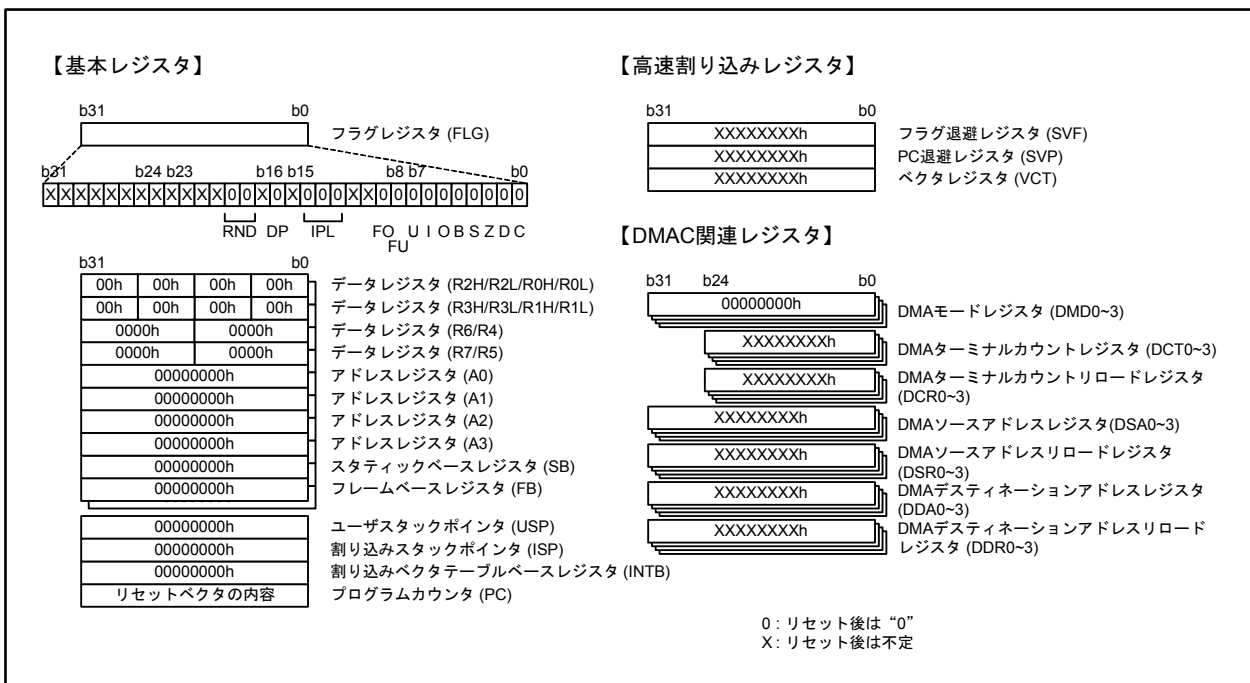 【基本レジスタ】
b31 b0
フラグレジスタ (FLG)
b31 b24 b23 b16 b15 b8 b7 b0
X X X X X X X X X X X X 0 0 X 0 X 0 0 0 X X 0 0 0 0 0 0 0 0 0 0
RND DP IPL FO U I O B S Z D C
FU
b31 b0
00h 00h 00h 00h データレジスタ (R2H/R2L/R0H/R0L)
00h 00h 00h 00h データレジスタ (R3H/R3L/R1H/R1L)
0000h 0000h データレジスタ (R6/R4)
0000h 0000h データレジスタ (R7/R5)
00000000h アドレスレジスタ (A0)
00000000h アドレスレジスタ (A1)
00000000h アドレスレジスタ (A2)
00000000h アドレスレジスタ (A3)
00000000h スタティックベースレジスタ (SB)
00000000h フレームベースレジスタ (FB)
00000000h ユーザスタックポインタ (USP)
00000000h 割り込みスタックポインタ (ISP)
00000000h 割り込みベクタテーブルベースレジスタ (INTB)
リセットベクタの内容 プログラムカウンタ (PC)
【高速割り込みレジスタ】
b31 b0
XXXXXXXXh フラグ退避レジスタ (SVF)
XXXXXXXXh PC退避レジスタ (SVP)
XXXXXXXXh ベクタレジスタ (VCT)
【DMAC関連レジスタ】
b31 b24 b0
00000000h DMAモードレジスタ (DMD0~3)
XXXXXXXXh DMAターミナルカウントレジスタ (DCT0~3)
XXXXXXXXh DMAターミナルカウントリロードレジスタ
(DCR0~3)
XXXXXXXXh DMAソースアドレスレジスタ(DSA0~3)
XXXXXXXXh DMAソースアドレスリロードレジスタ
(DSR0~3)
XXXXXXXXh DMAデスティネーションアドレスレジスタ
(DDA0~3)
XXXXXXXXh DMAデスティネーションアドレスリロード
レジスタ (DDR0~3)
0 : リセット後は “0”
X : リセット後は不定